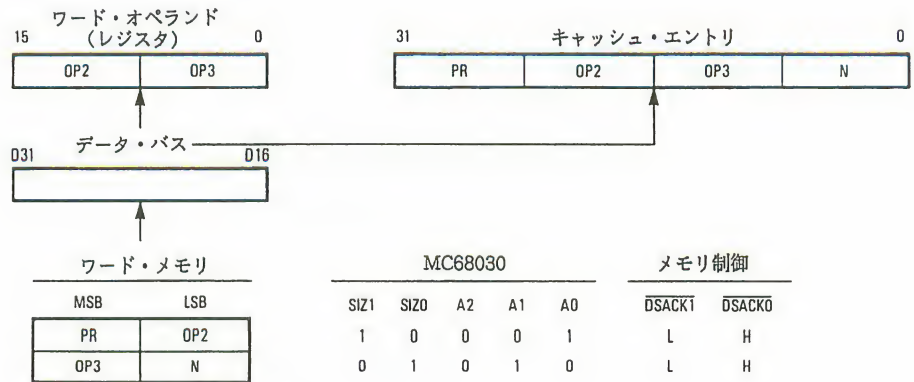 ワード・オペランド
15 (レジスタ) 0
OP2 OP3
31 キャッシュ・エントリ 0
PR OP2 OP3 N
データ・バス
D31 D16
ワード・メモリ
MSB LSB
PR OP2
OP3 N
MC68030
SIZ1 SIZ0 A2 A1 A0
1 0 0 0 1
0 1 0 1 0
メモリ制御
DSACK1 DSACK0
L H
L H